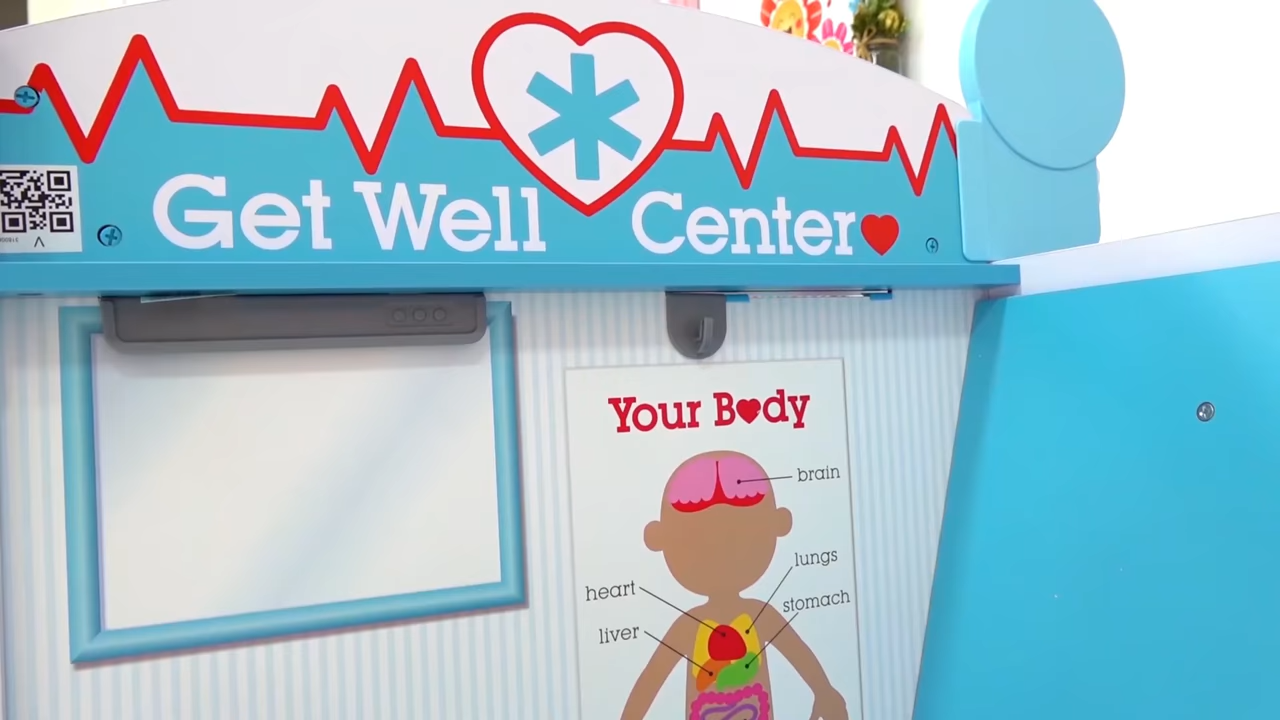 Get Well Center
Your Body
brain
lungs
heart
stomach
liver